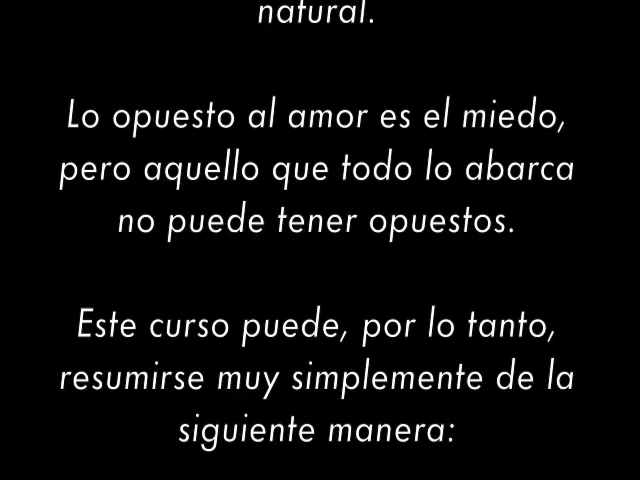 natural.
Lo opuesto al amor es el miedo,
pero aquello que todo lo abarca
no puede tener opuestos.
Este curso puede, por lo tanto,
resumirse muy simplemente de la
siguiente manera: